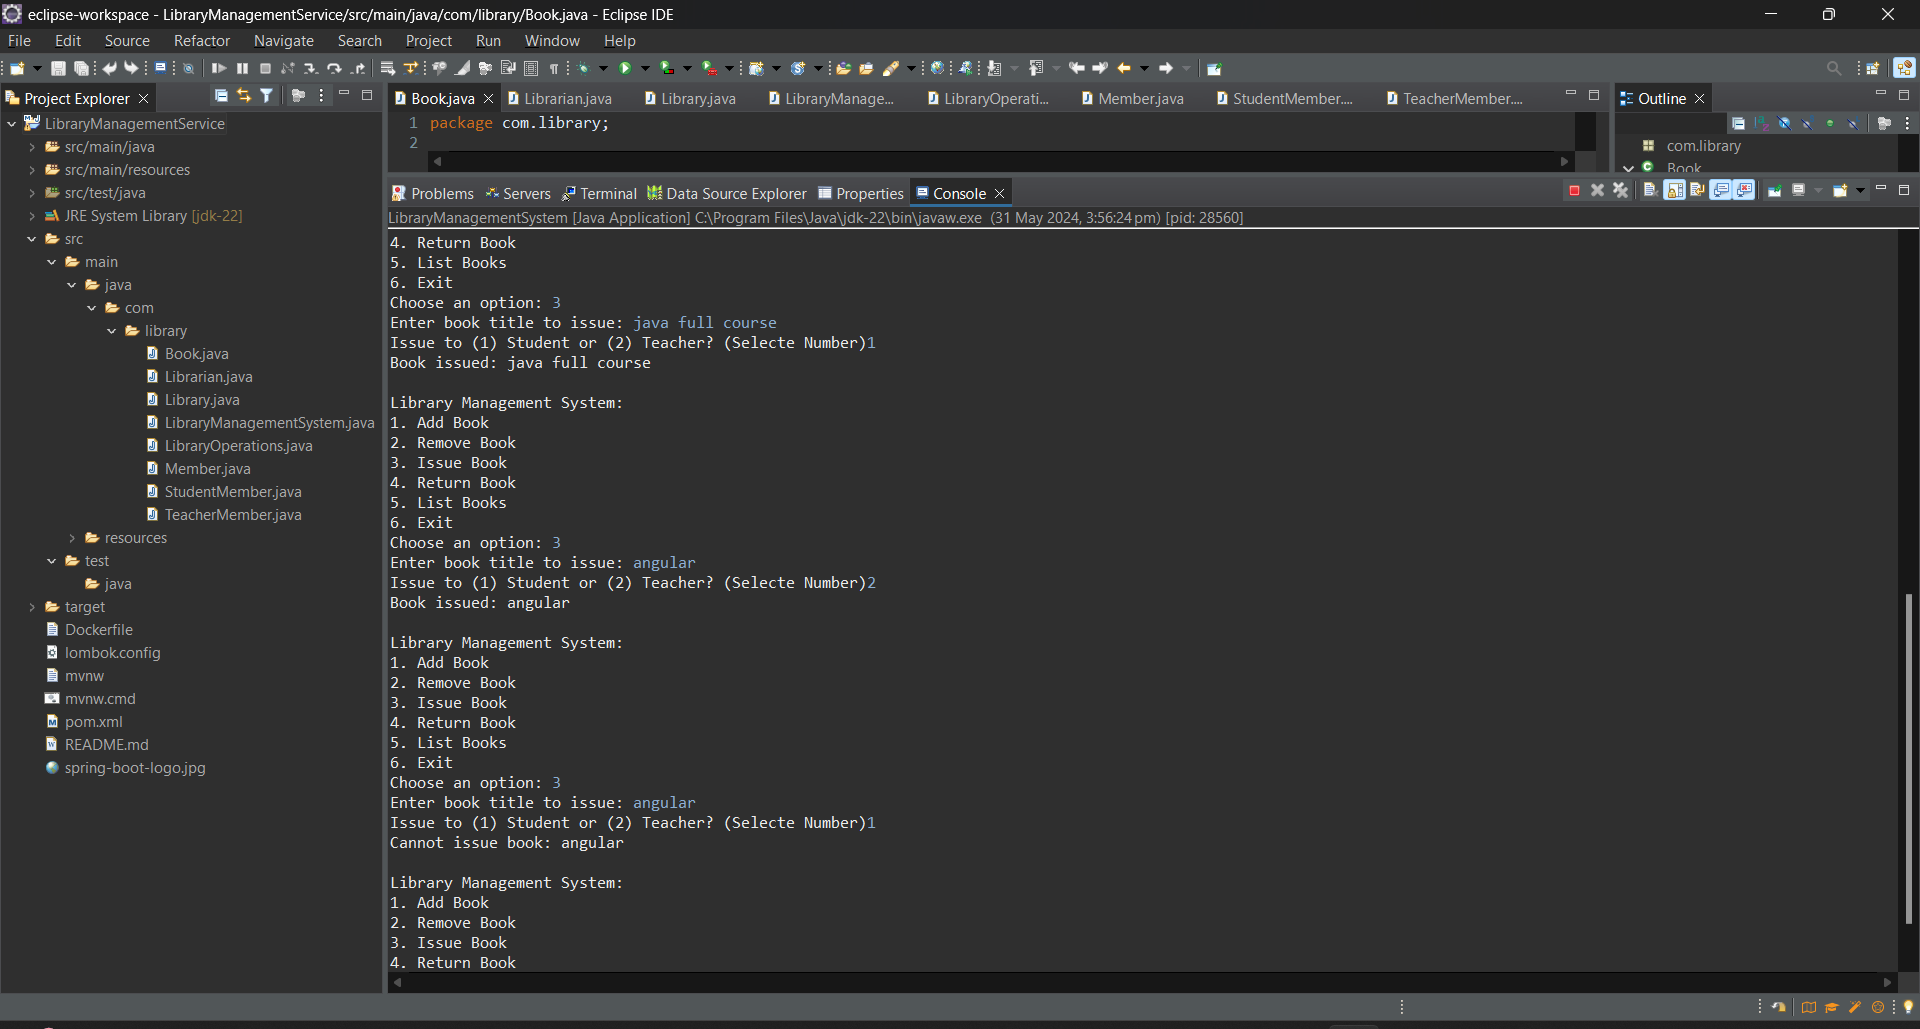 eclipse-workspace - LibraryManagementService/src/main/java/com/library/Book.java - Eclipse IDE
File Edit Source Refactor Navigate Search Project Run Window Help
Project Explorer
LibraryManagementService
src/main/java
src/main/resources
src/test/java
JRE System Library [jdk-22]
src
main
java
com
library
Book.java
Librarian.java
Library.java
LibraryManagementSystem.java
LibraryOperations.java
Member.java
StudentMember.java
TeacherMember.java
resources
test
java
target
Dockerfile
lombok.config
mvnw
mvnw.cmd
pom.xml
README.md
spring-boot-logo.jpg
Book.java Librarian.java Library.java LibraryManage... LibraryOperati... Member.java StudentMember.... TeacherMember....
1 package com.library;
2
Outline
com.library
Book
Problems Servers Terminal Data Source Explorer Properties Console
LibraryManagementSystem [Java Application] C:\Program Files\Java\jdk-22\bin\javaw.exe (31 May 2024, 3:56:24 pm) [pid: 28560]
4. Return Book
5. List Books
6. Exit
Choose an option: 3
Enter book title to issue: java full course
Issue to (1) Student or (2) Teacher? (Selecte Number)1
Book issued: java full course
Library Management System:
1. Add Book
2. Remove Book
3. Issue Book
4. Return Book
5. List Books
6. Exit
Choose an option: 3
Enter book title to issue: angular
Issue to (1) Student or (2) Teacher? (Selecte Number)2
Book issued: angular
Library Management System:
1. Add Book
2. Remove Book
3. Issue Book
4. Return Book
5. List Books
6. Exit
Choose an option: 3
Enter book title to issue: angular
Issue to (1) Student or (2) Teacher? (Selecte Number)1
Cannot issue book: angular
Library Management System:
1. Add Book
2. Remove Book
3. Issue Book
4. Return Book